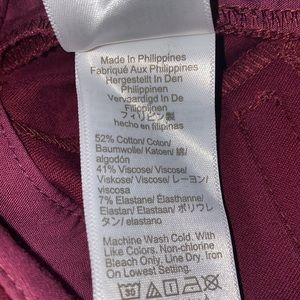 Made In Philippines
Fabriqué Aux Philippines
Hergestellt In Den
Philippinen
Vervaardigd In De
Filipijnen
フィリピン製
hecho en filipinas
52% Cotton/ Coton/
Baumwolle/ Katoen/ 綿/
algodón
41% Viscose/ Viscose/
Viskose/ Viscose/ レーヨン/
viscosa
7% Elastane/ Élasthanne/
Elastan/ Elastaan/ ポリウレ
タン/ elastano
Machine Wash Cold. With
Like Colors. Non-chlorine
Bleach Only. Line Dry. Iron
On Lowest Setting.
30